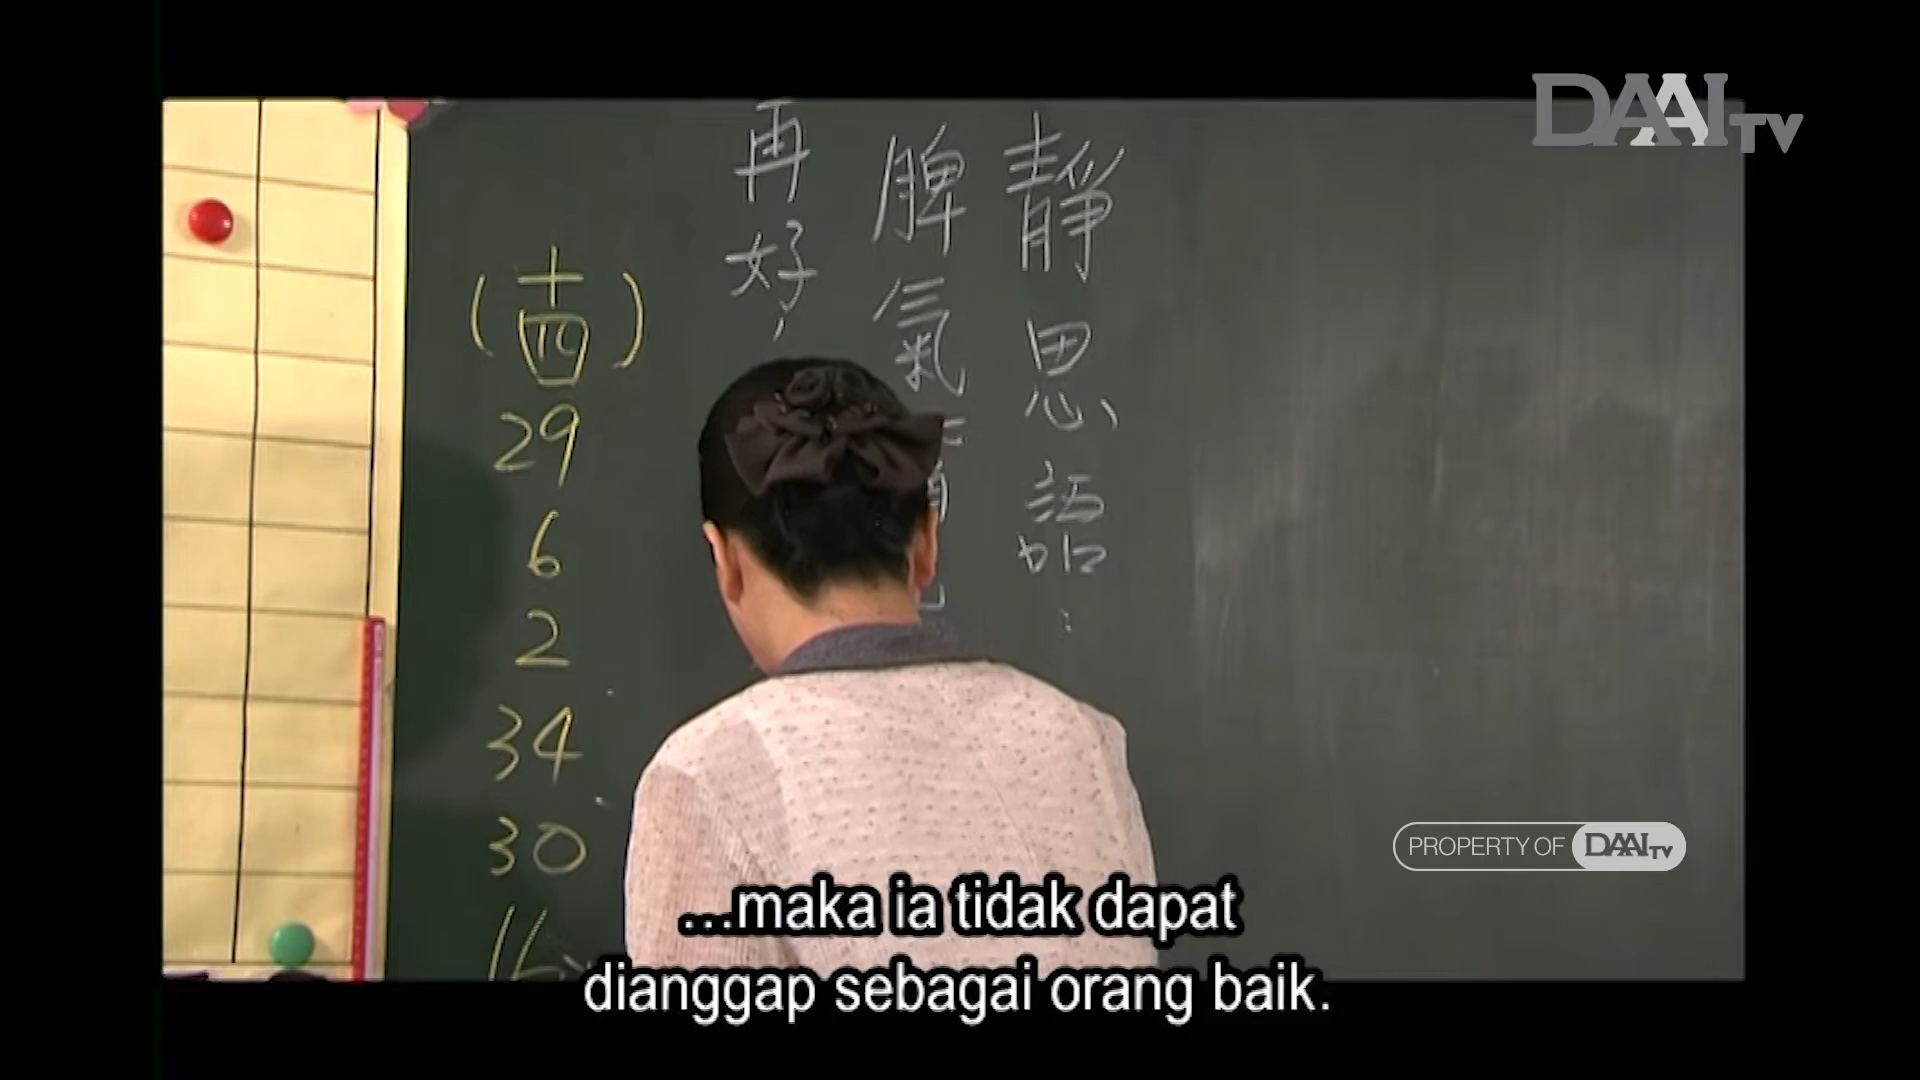 DAAI TV
靜思語:
脾氣
再好,
(十四)
29
6
2
34
30
16
PROPERTY OF DAAI TV
...maka ia tidak dapat
dianggap sebagai orang baik.